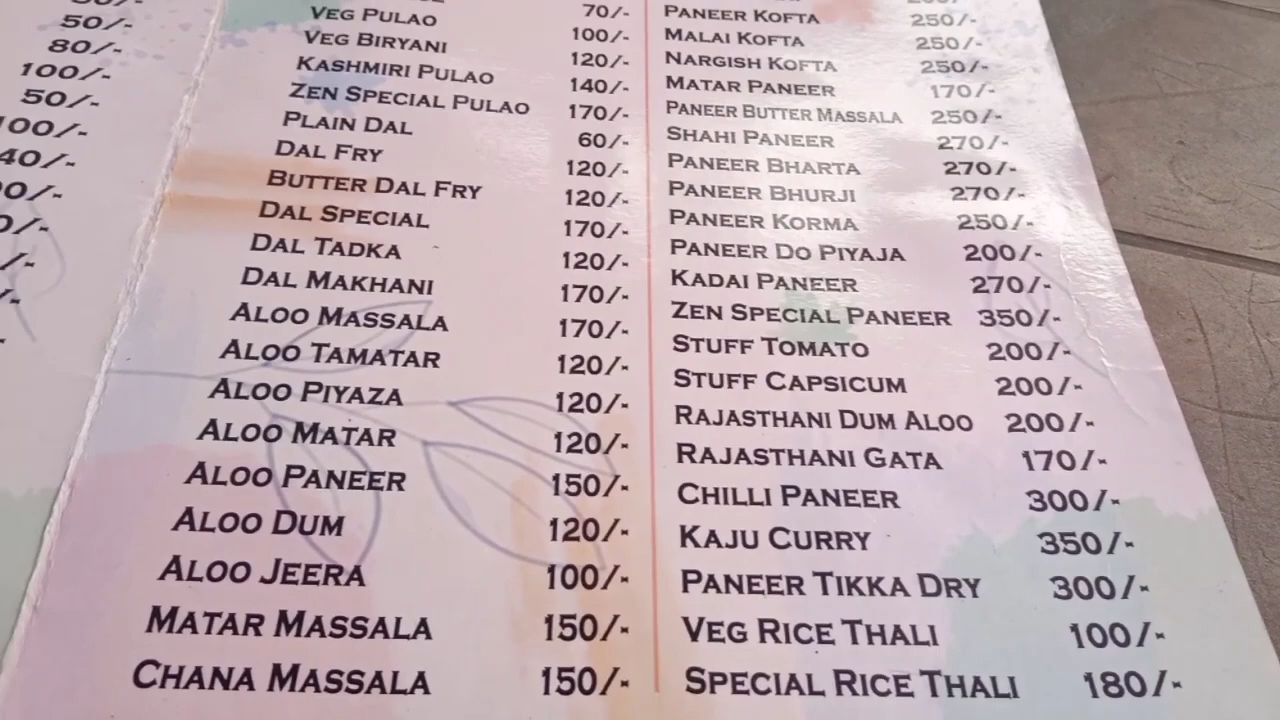 50/-
80/-
100/-
50/-
70/-
VEG PULAO 100/-
VEG BIRYANI 120/-
KASHMIRI PULAO 140/-
ZEN SPECIAL PULAO 170/-
PLAIN DAL 60/-
DAL FRY 120/-
BUTTER DAL FRY 120/-
DAL SPECIAL 170/-
DAL TADKA 120/-
DAL MAKHANI 170/-
ALOO MASSALA 170/-
ALOO TAMATAR 120/-
ALOO PIYAZA 120/-
ALOO MATAR 120/-
ALOO PANEER 150/-
ALOO DUM 120/-
ALOO JEERA 100/-
MATAR MASSALA 150/-
CHANA MASSALA 150/-
PANEER KOFTA 250/-
MALAI KOFTA 250/-
NARGISH KOFTA 250/-
MATAR PANEER 170/-
PANEER BUTTER MASSALA 250/-
SHAHI PANEER 270/-
PANEER BHARTA 270/-
PANEER BHURJI 270/-
PANEER KORMA 250/-
PANEER DO PIYAJA 200/-
KADAI PANEER 270/-
ZEN SPECIAL PANEER 350/-
STUFF TOMATO 200/-
STUFF CAPSICUM 200/-
RAJASTHANI DUM ALOO 200/-
RAJASTHANI GATA 170/-
CHILLI PANEER 300/-
KAJU CURRY 350/-
PANEER TIKKA DRY 300/-
VEG RICE THALI 100/-
SPECIAL RICE THALI 180/-